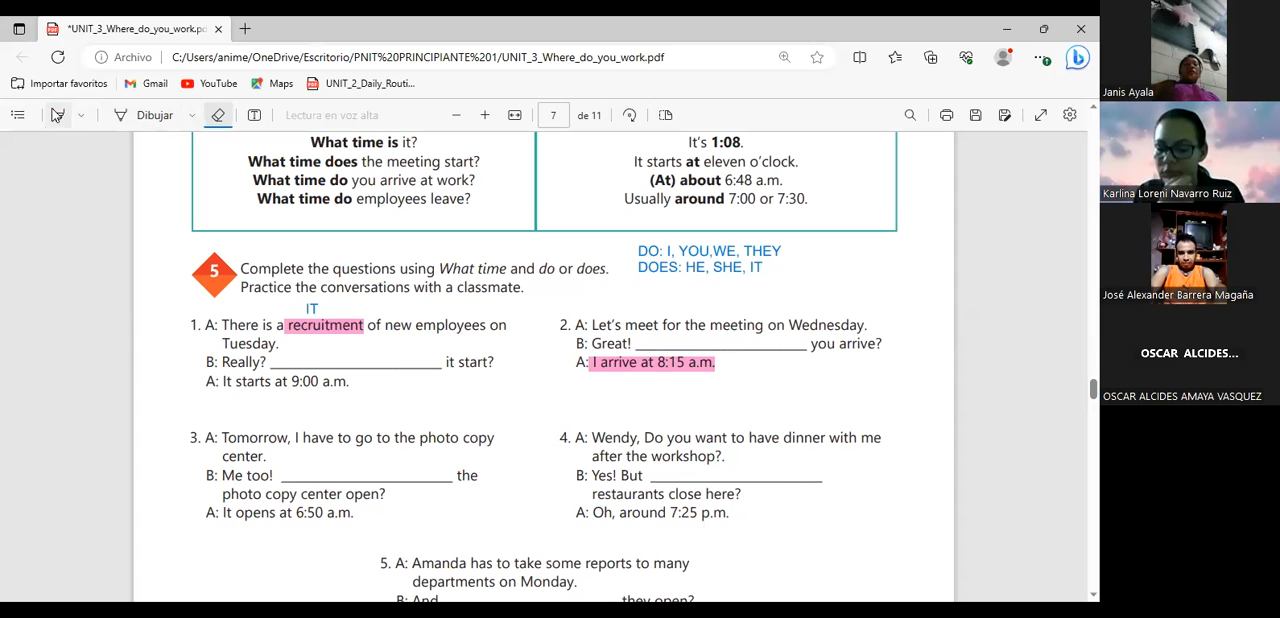 *UNIT_3_Where_do_you_work.pd
Archivo
C:/Users/anime/OneDrive/Escritorio/PNIT%20PRINCIPIANTE%201/UNIT_3_Where_do_you_work.pdf
Importar favoritos
Gmail
YouTube
Maps
UNIT_2_Daily_Routi...
Dibujar
Lectura en voz alta
7
de 11
What time is it?
What time does the meeting start?
What time do you arrive at work?
What time do employees leave?
It's 1:08.
It starts at eleven o'clock.
(At) about 6:48 a.m.
Usually around 7:00 or 7:30.
DO: I, YOU,WE, THEY
DOES: HE, SHE, IT
5
Complete the questions using What time and do or does.
Practice the conversations with a classmate.
IT
1. A: There is a recruitment of new employees on
Tuesday.
B: Really? ____________________ it start?
A: It starts at 9:00 a.m.
2. A: Let's meet for the meeting on Wednesday.
B: Great! ____________________ you arrive?
A: I arrive at 8:15 a.m.
3. A: Tomorrow, I have to go to the photo copy
center.
B: Me too! ____________________ the
photo copy center open?
A: It opens at 6:50 a.m.
4. A: Wendy, Do you want to have dinner with me
after the workshop?.
B: Yes! But ____________________
restaurants close here?
A: Oh, around 7:25 p.m.
5. A: Amanda has to take some reports to many
departments on Monday.
B: And ____________________ they open?
Janis Ayala
Karlina Loreni Navarro Ruiz
José Alexander Barrera Magaña
OSCAR ALCIDES...
OSCAR ALCIDES AMAYA VASQUEZ